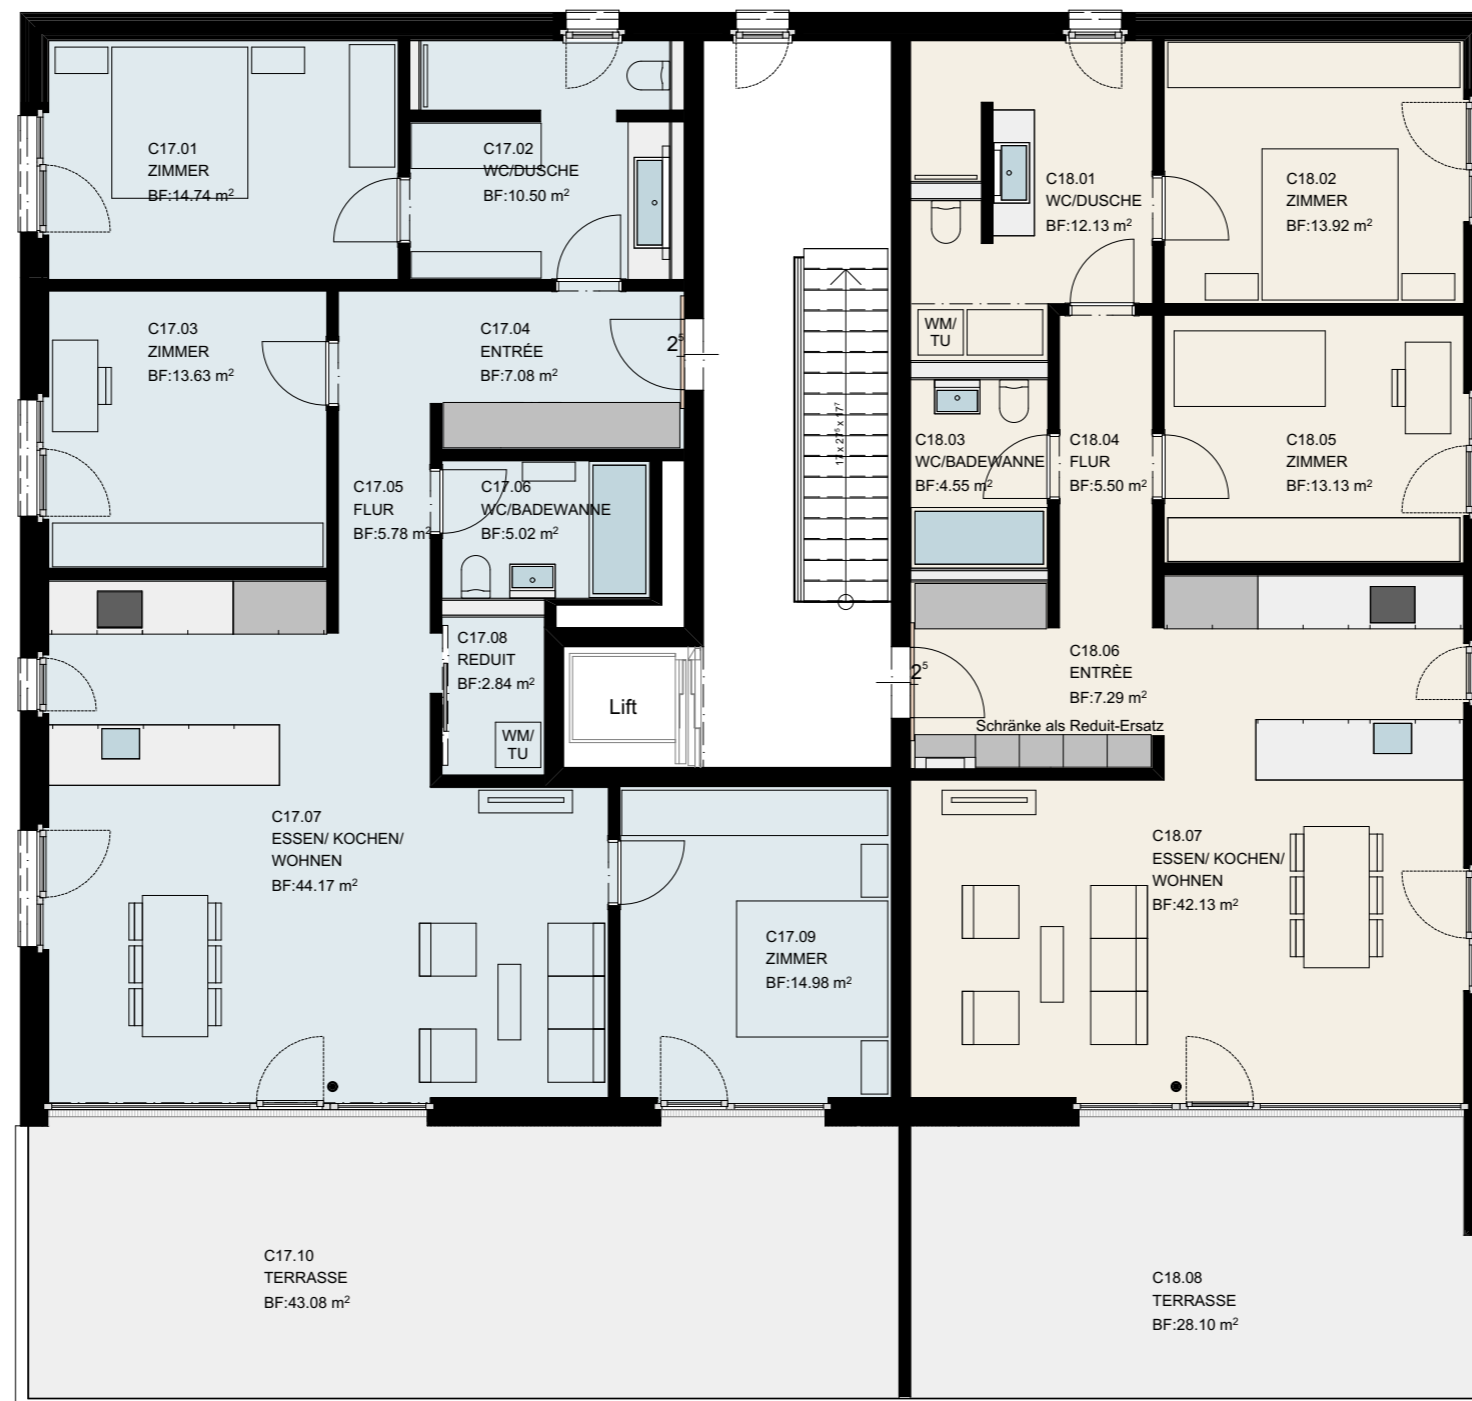 C17.01
ZIMMER
BF:14.74 m²
C17.02
WC/DUSCHE
BF:10.50 m²
C18.01
WC/DUSCHE
BF:12.13 m²
C18.02
ZIMMER
BF:13.92 m²
C17.03
ZIMMER
BF:13.63 m²
C17.04
ENTRÉE
BF:7.08 m²
2⁵
WM/
TU
17 x 27⁵ x 17⁷
C18.03
WC/BADEWANNE
BF:4.55 m²
C18.04
FLUR
BF:5.50 m²
C18.05
ZIMMER
BF:13.13 m²
C17.05
FLUR
BF:5.78 m²
C17.06
WC/BADEWANNE
BF:5.02 m²
C17.08
REDUIT
BF:2.84 m²
WM/
TU
Lift
2⁵
C18.06
ENTRÈE
BF:7.29 m²
Schränke als Reduit-Ersatz
C17.07
ESSEN/ KOCHEN/
WOHNEN
BF:44.17 m²
C18.07
ESSEN/ KOCHEN/
WOHNEN
BF:42.13 m²
C17.09
ZIMMER
BF:14.98 m²
C17.10
TERRASSE
BF:43.08 m²
C18.08
TERRASSE
BF:28.10 m²